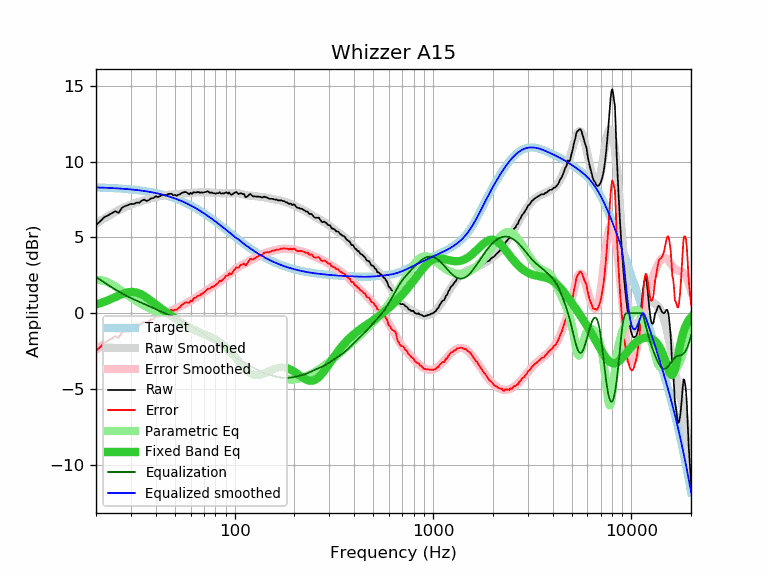 Whizzer A15
15
10
5
0
−5
−10
Amplitude (dBr)
Target
Raw Smoothed
Error Smoothed
Raw
Error
Parametric Eq
Fixed Band Eq
Equalization
Equalized smoothed
100
1000
10000
Frequency (Hz)